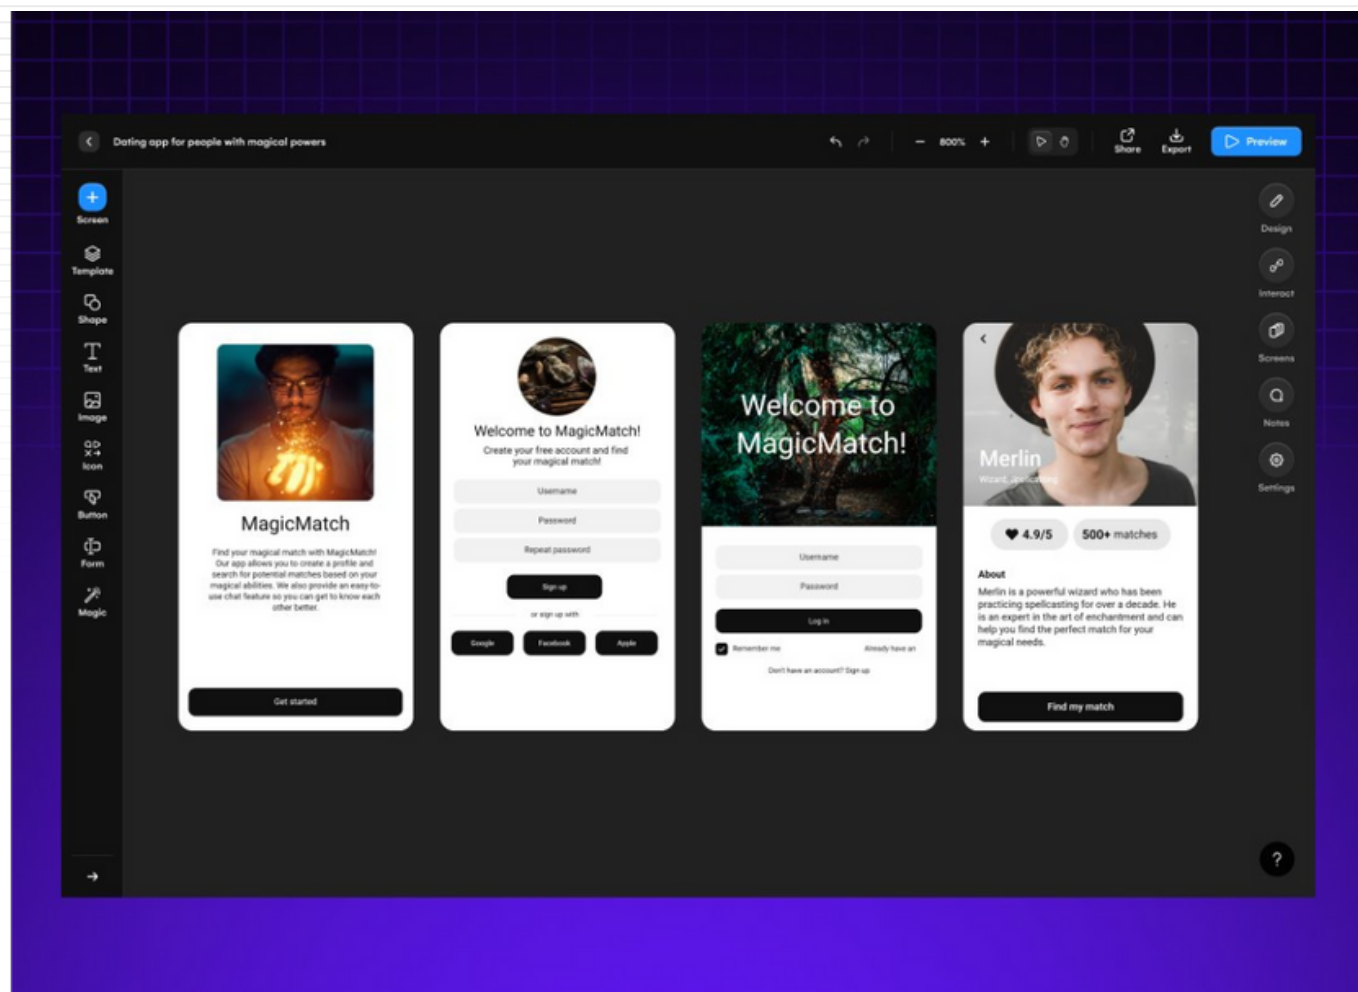 Dating app for people with magical powers
800%
Share
Export
Preview
Screen
Template
Shape
Text
Image
Icon
Button
Form
Magic
MagicMatch
Find your magical match with MagicMatch!
Our app allows you to create a profile and
search for potential matches based on your
magical abilities. We also provide an easy-to-
use chat feature so you can get to know each
other better.
Get started
Welcome to MagicMatch!
Create your free account and find
your magical match!
Username
Password
Repeat password
Sign up
or sign up with
Google
Facebook
Apple
Welcome to
MagicMatch!
Username
Password
Log in
Remember me
Already have an
Don't have an account? Sign up
Merlin
Wizard, Spellcasting
4.9/5
500+ matches
About
Merlin is a powerful wizard who has been
practicing spellcasting for over a decade. He
is an expert in the art of enchantment and can
help you find the perfect match for your
magical needs.
Find my match
Design
Interact
Screens
Notes
Settings
?